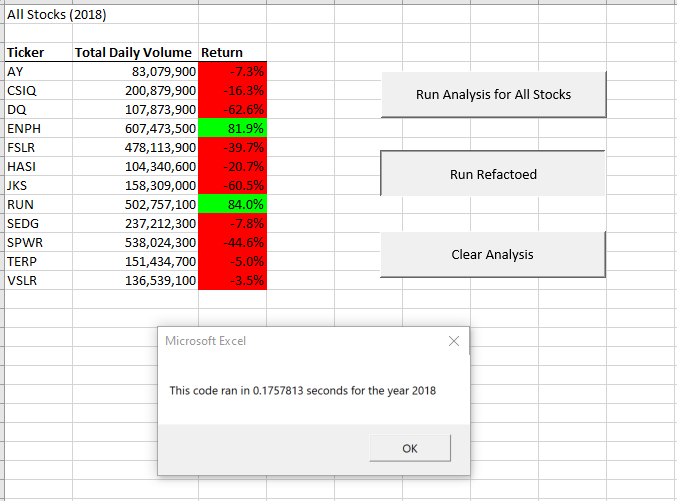 All Stocks (2018)
Ticker Total Daily Volume Return
AY 83,079,900 -7.3%
CSIQ 200,879,900 -16.3%
DQ 107,873,900 -62.6%
ENPH 607,473,500 81.9%
FSLR 478,113,900 -39.7%
HASI 104,340,600 -20.7%
JKS 158,309,000 -60.5%
RUN 502,757,100 84.0%
SEDG 237,212,300 -7.8%
SPWR 538,024,300 -44.6%
TERP 151,434,700 -5.0%
VSLR 136,539,100 -3.5%
Run Analysis for All Stocks
Run Refactoed
Clear Analysis
Microsoft Excel
This code ran in 0.1757813 seconds for the year 2018
OK